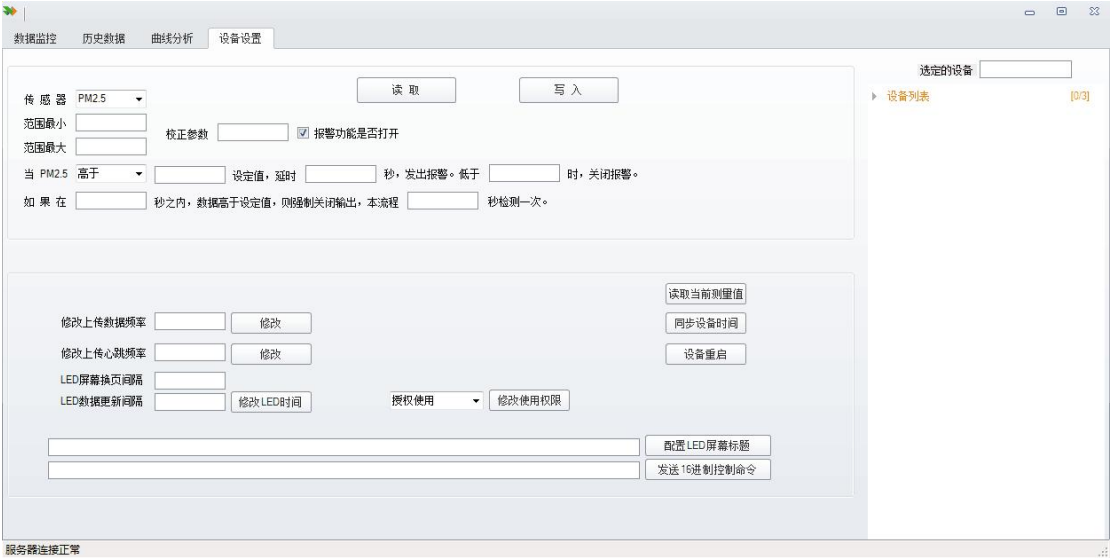 数据监控 历史数据 曲线分析 设备设置
选定的设备
设备列表 [0/3]
读 取 写 入
传 感 器 PM2.5
范围最小
校正参数 报警功能是否打开
范围最大
当 PM2.5 高于 设定值，延时 秒，发出报警。低于 时，关闭报警。
如 果 在 秒之内，数据高于设定值，则强制关闭输出，本流程 秒检测一次。
读取当前测量值
修改上传数据频率 修改 同步设备时间
修改上传心跳频率 修改 设备重启
LED屏幕换页间隔
LED数据更新间隔 修改LED时间 授权使用 修改使用权限
配置LED屏幕标题
发送16进制控制命令
服务器连接正常